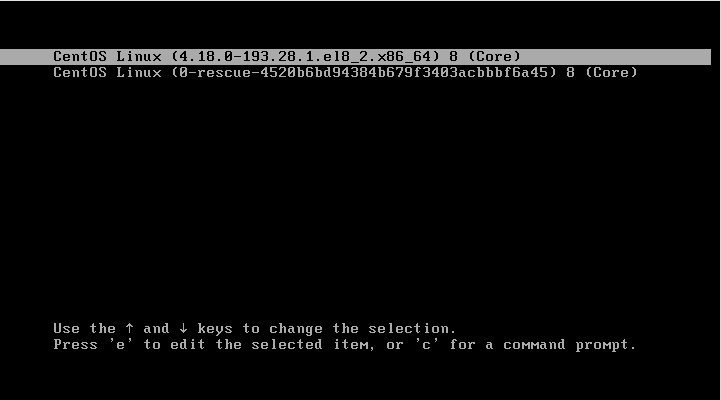 CentOS Linux (4.18.0-193.28.1.el8_2.x86_64) 8 (Core)
CentOS Linux (0-rescue-4520b6bd94384b679f3403acbbbf6a45) 8 (Core)
Use the ↑ and ↓ keys to change the selection.
Press 'e' to edit the selected item, or 'c' for a command prompt.